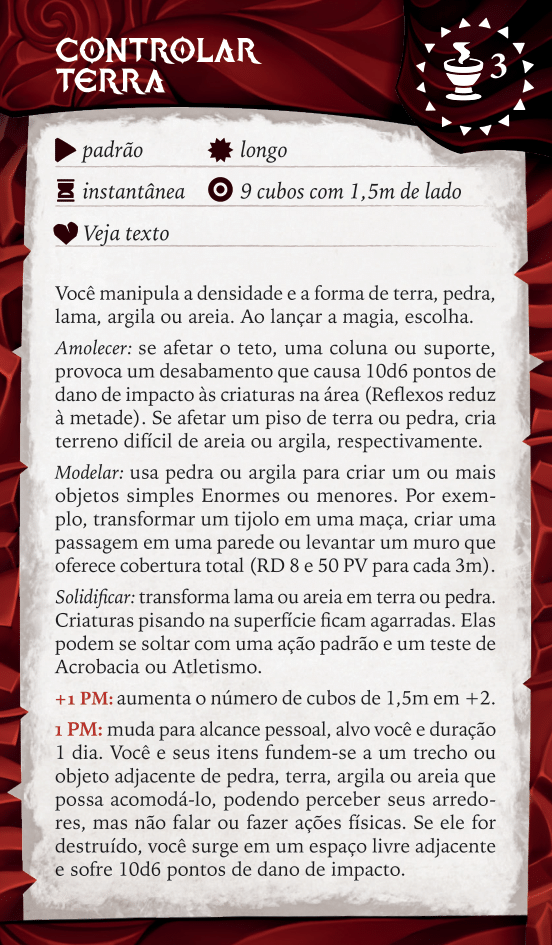 CONTROLAR
TERRA
3
padrão longo
instantânea 9 cubos com 1,5m de lado
Veja texto
Você manipula a densidade e a forma de terra, pedra,
lama, argila ou areia. Ao lançar a magia, escolha.
Amolecer: se afetar o teto, uma coluna ou suporte,
provoca um desabamento que causa 10d6 pontos de
dano de impacto às criaturas na área (Reflexos reduz
à metade). Se afetar um piso de terra ou pedra, cria
terreno difícil de areia ou argila, respectivamente.
Modelar: usa pedra ou argila para criar um ou mais
objetos simples Enormes ou menores. Por exem-
plo, transformar um tijolo em uma maça, criar uma
passagem em uma parede ou levantar um muro que
oferece cobertura total (RD 8 e 50 PV para cada 3m).
Solidificar: transforma lama ou areia em terra ou pedra.
Criaturas pisando na superfície ficam agarradas. Elas
podem se soltar com uma ação padrão e um teste de
Acrobacia ou Atletismo.
+1 PM: aumenta o número de cubos de 1,5m em +2.
1 PM: muda para alcance pessoal, alvo você e duração
1 dia. Você e seus itens fundem-se a um trecho ou
objeto adjacente de pedra, terra, argila ou areia que
possa acomodá-lo, podendo perceber seus arredo-
res, mas não falar ou fazer ações físicas. Se ele for
destruído, você surge em um espaço livre adjacente
e sofre 10d6 pontos de dano de impacto.